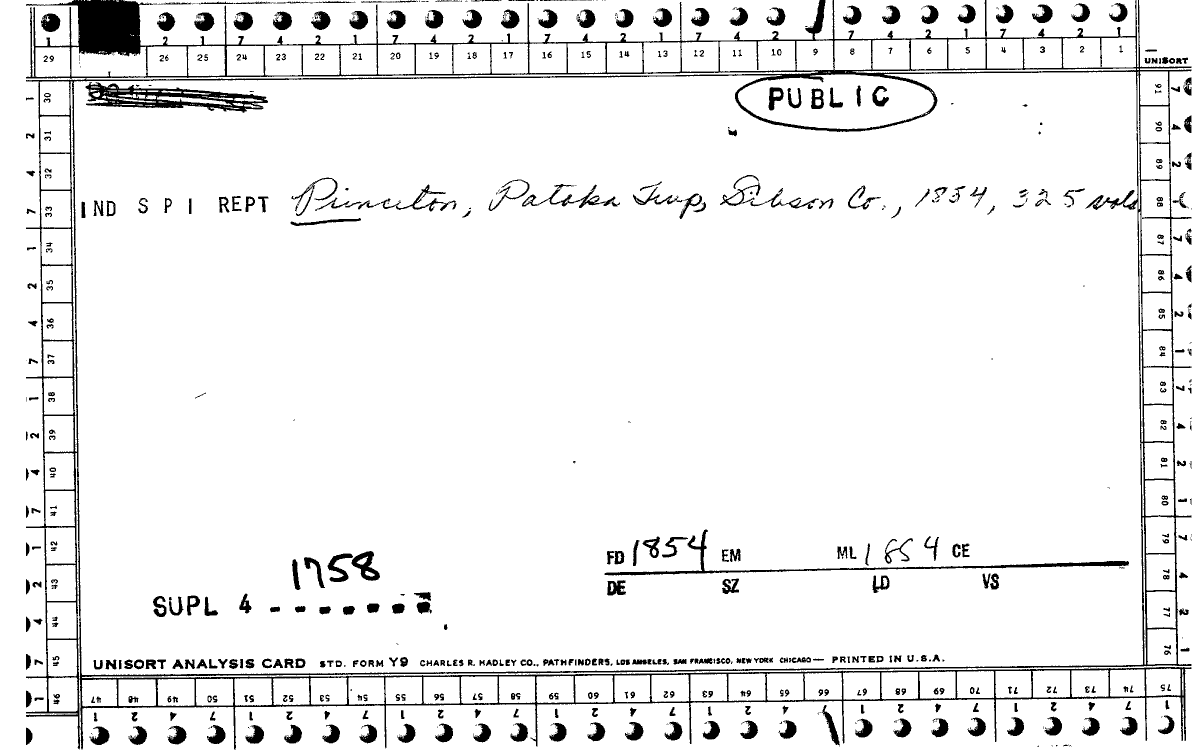 1 2 1 7 4 2 1 7 4 2 1 7 4 2 1 7 4 2 7 4 2 1 7 4 2 1
29 26 25 24 23 22 21 20 19 18 17 16 15 14 13 12 11 10 9 8 7 6 5 4 3 2 1
UNISORT
PUBLIC
IND S P I REPT Princeton, Patoka Twp, Gibson Co., 1854, 325 vols
1 2 4 7 1 2 4 7 1 2 4 7 1 2 4 7 1
30 31 32 33 34 35 36 37 38 39 40 41 42 43 44 45 46
91 90 89 88 87 86 85 84 83 82 81 80 79 78 77 76
FD 1854 EM ML 1854 CE
DE SZ LD VS
1758
SUPL 4 - - - - - - -
UNISORT ANALYSIS CARD STD. FORM Y9 CHARLES R. HADLEY CO., PATHFINDERS, LOS ANGELES, SAN FRANCISCO, NEW YORK CHICAGO — PRINTED IN U.S.A.
47 48 49 50 51 52 53 54 55 56 57 58 59 60 61 62 63 64 65 66 67 68 69 70 71 72 73 74 75
1 2 4 7 1 2 4 7 1 2 4 7 1 2 4 7 1 2 4 7 1 2 4 7 1 2 4 7 1